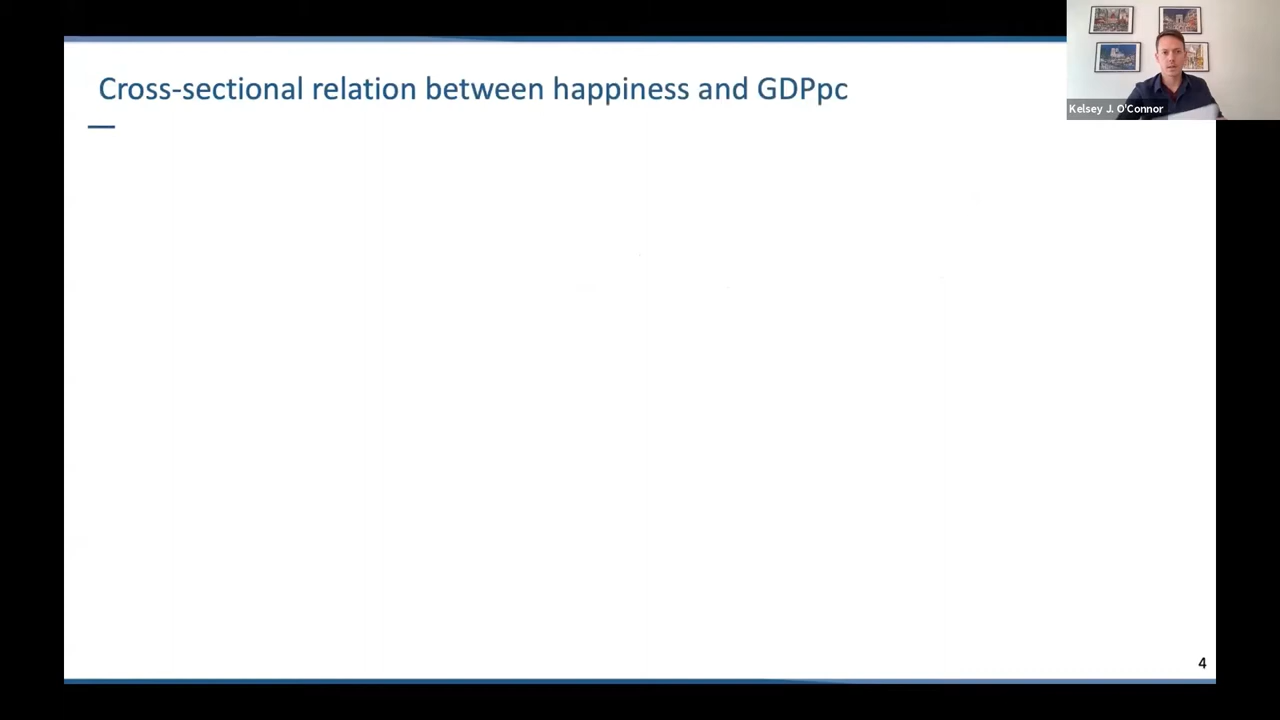 Cross-sectional relation between happiness and GDPpc
Kelsey J. O'Connor
4